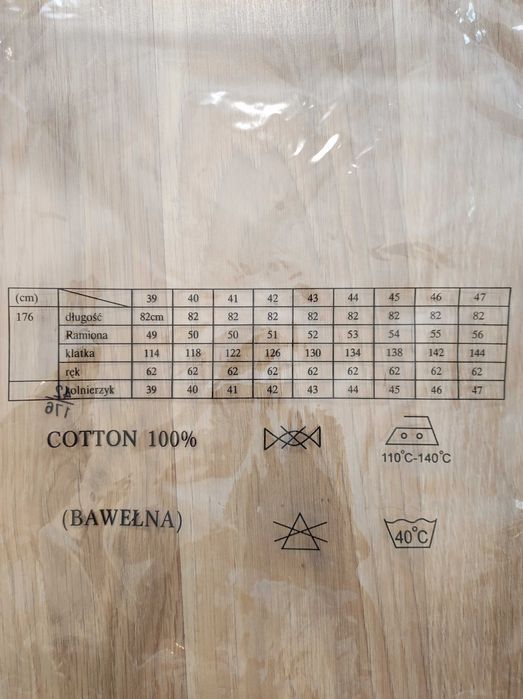 (cm) 39 40 41 42 43 44 45 46 47
176 długość 82cm 82 82 82 82 82 82 82 82
Ramiona 49 50 50 51 52 53 54 55 56
klatka 114 118 122 126 130 134 138 142 144
ręk 62 62 62 62 62 62 62 62 62
kolnierzyk 39 40 41 42 43 44 45 46 47
176
COTTON 100%
110°C-140°C
(BAWEŁNA)
40°C